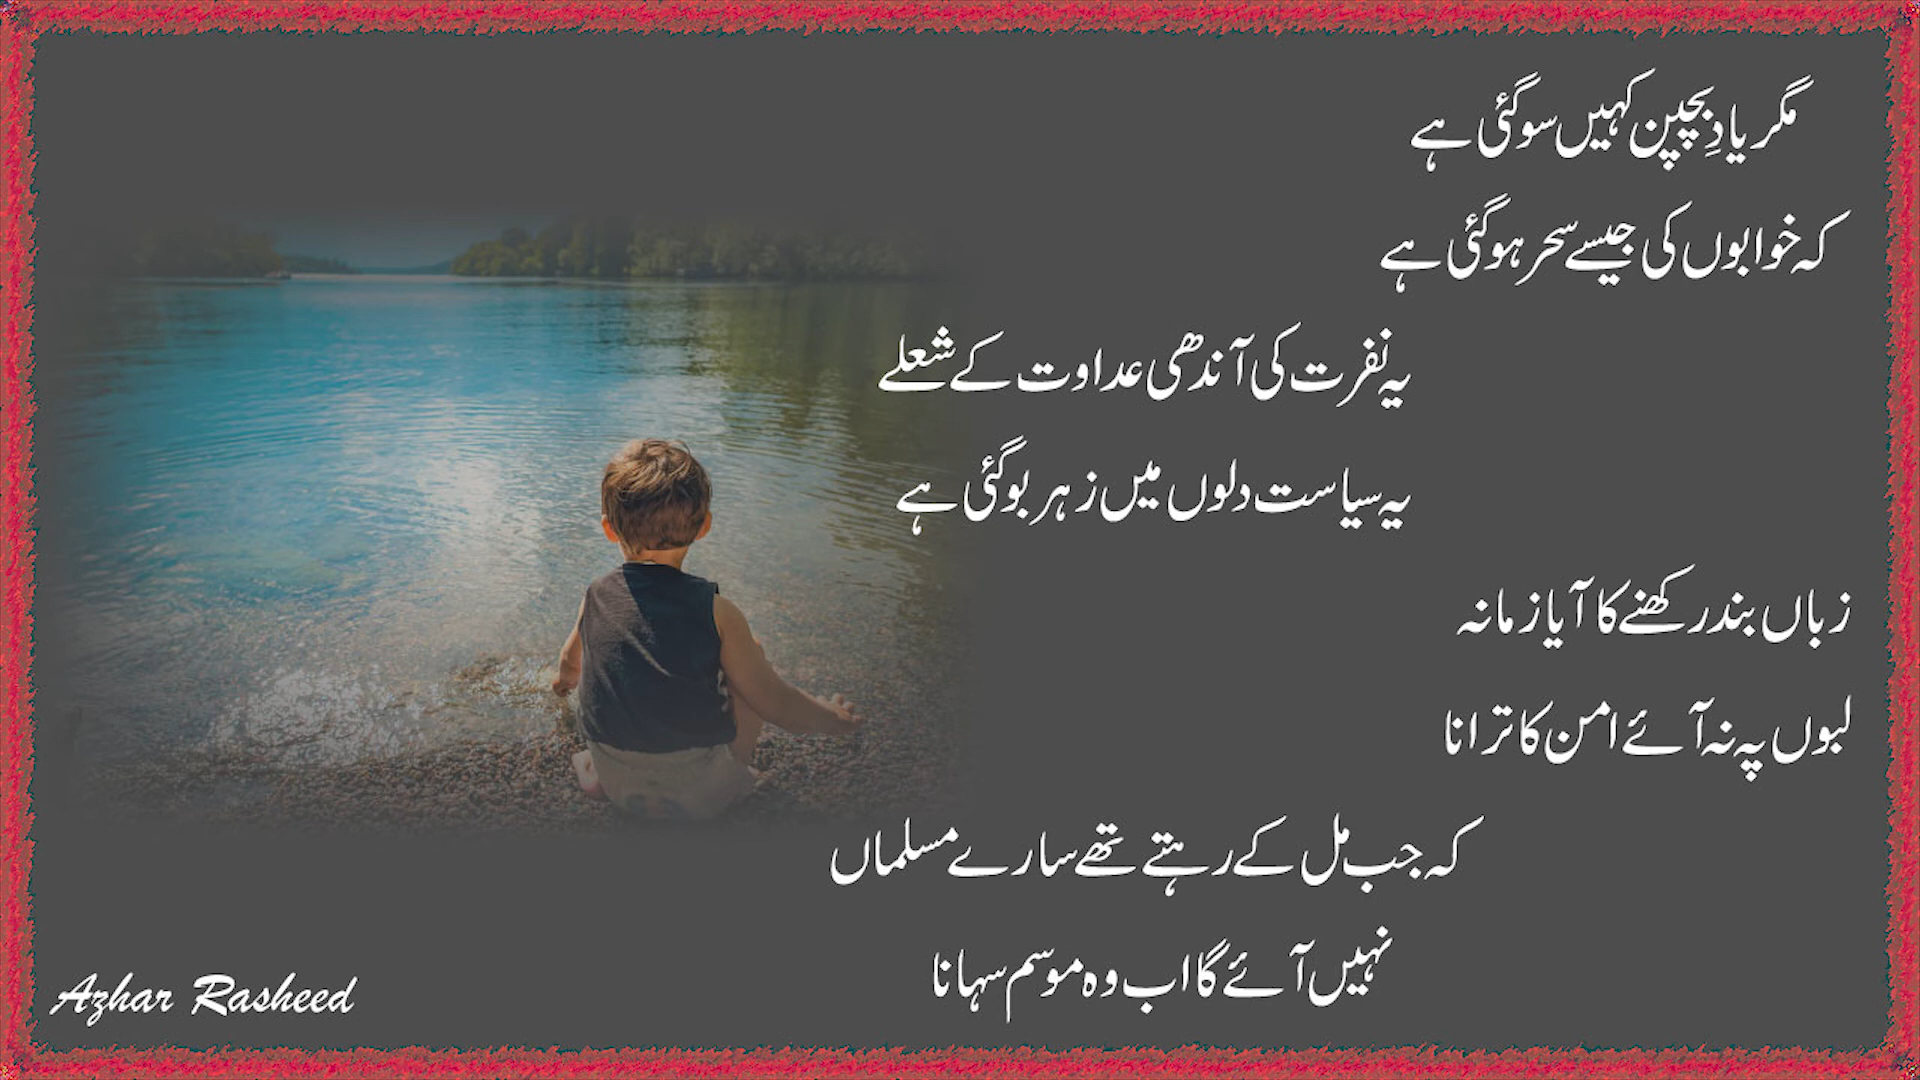 مگر یادِ بچپن کہیں سو گئی ہے
کہ خوابوں کی جیسے سحر ہو گئی ہے
یہ نفرت کی آندھی عداوت کے شعلے
یہ سیاست دلوں میں زہر بو گئی ہے
زباں بند رکھنے کا آیا زمانہ
لبوں پہ نہ آئے امن کا ترانا
کہ جب مل کے رہتے تھے سارے مسلماں
نہیں آئے گا اب وہ موسم سہانا
Azhar Rasheed